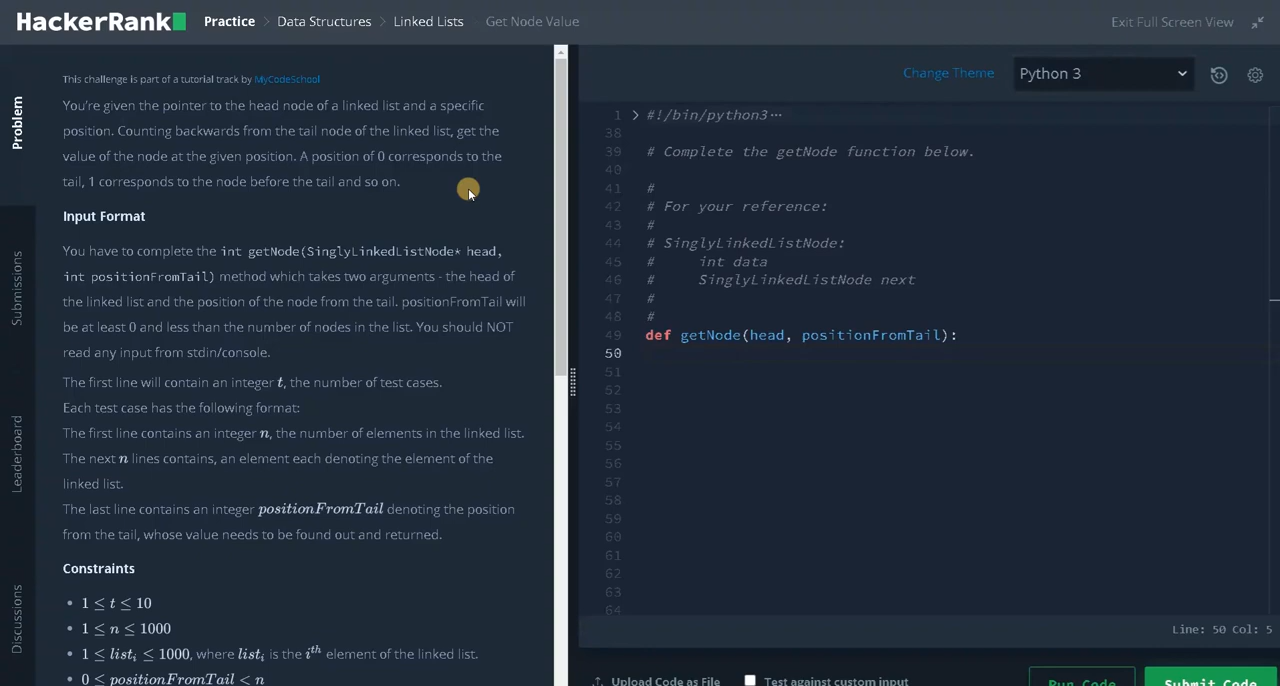 HackerRank Practice > Data Structures > Linked Lists > Get Node Value Exit Full Screen View
Problem
Submissions
Leaderboard
Discussions
This challenge is part of a tutorial track by MyCodeSchool
You're given the pointer to the head node of a linked list and a specific
position. Counting backwards from the tail node of the linked list, get the
value of the node at the given position. A position of 0 corresponds to the
tail, 1 corresponds to the node before the tail and so on.
Input Format
You have to complete the int getNode(SinglyLinkedListNode* head,
int positionFromTail) method which takes two arguments - the head of
the linked list and the position of the node from the tail. positionFromTail will
be at least 0 and less than the number of nodes in the list. You should NOT
read any input from stdin/console.
The first line will contain an integer t, the number of test cases.
Each test case has the following format:
The first line contains an integer n, the number of elements in the linked list.
The next n lines contains, an element each denoting the element of the
linked list.
The last line contains an integer positionFromTail denoting the position
from the tail, whose value needs to be found out and returned.
Constraints
• 1 ≤ t ≤ 10
• 1 ≤ n ≤ 1000
• 1 ≤ list_i ≤ 1000, where list_i is the i^th element of the linked list.
• 0 ≤ positionFromTail < n
Change Theme Python 3
1 > #!/bin/python3…
38
39 # Complete the getNode function below.
40
41 #
42 # For your reference:
43 #
44 # SinglyLinkedListNode:
45 #     int data
46 #     SinglyLinkedListNode next
47 #
48 #
49 def getNode(head, positionFromTail):
50
51
52
53
54
55
56
57
58
59
60
61
62
63
64
Line: 50 Col: 5
Upload Code as File Test against custom input Run Code Submit Code